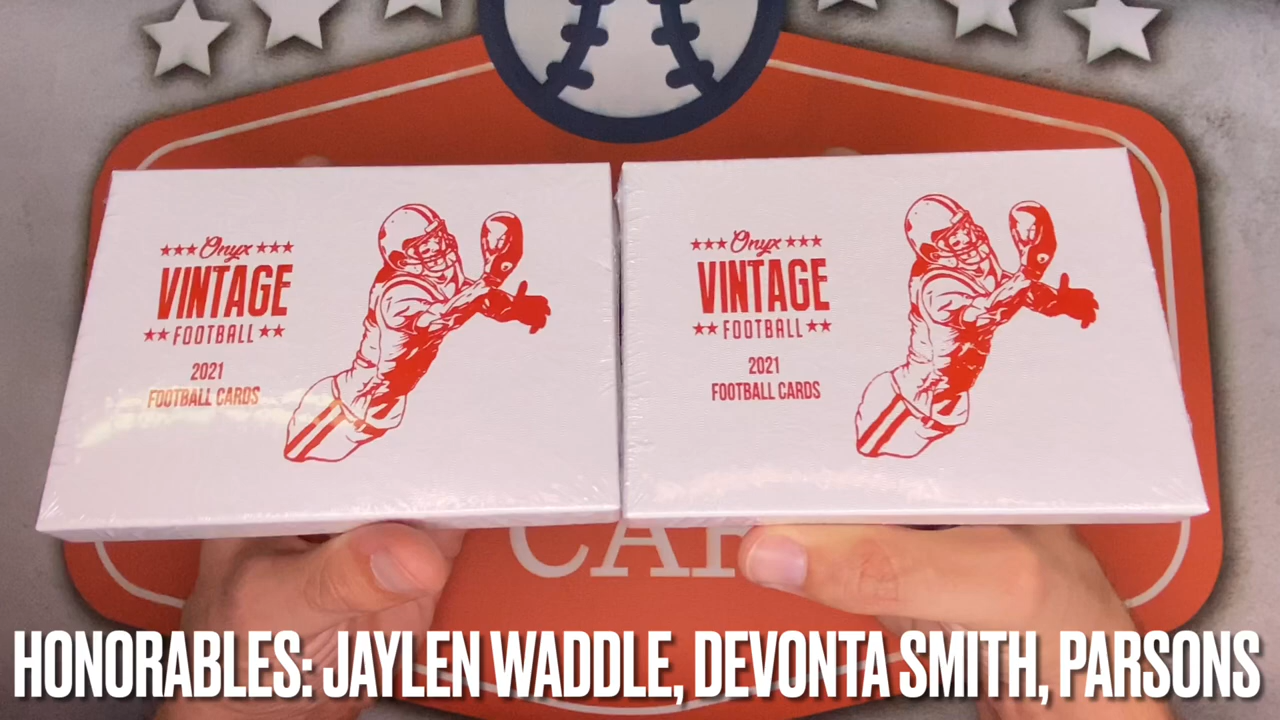 Onyx
VINTAGE
FOOTBALL
2021
FOOTBALL CARDS
Onyx
VINTAGE
FOOTBALL
2021
FOOTBALL CARDS
HONORABLES: JAYLEN WADDLE, DEVONTA SMITH, PARSONS